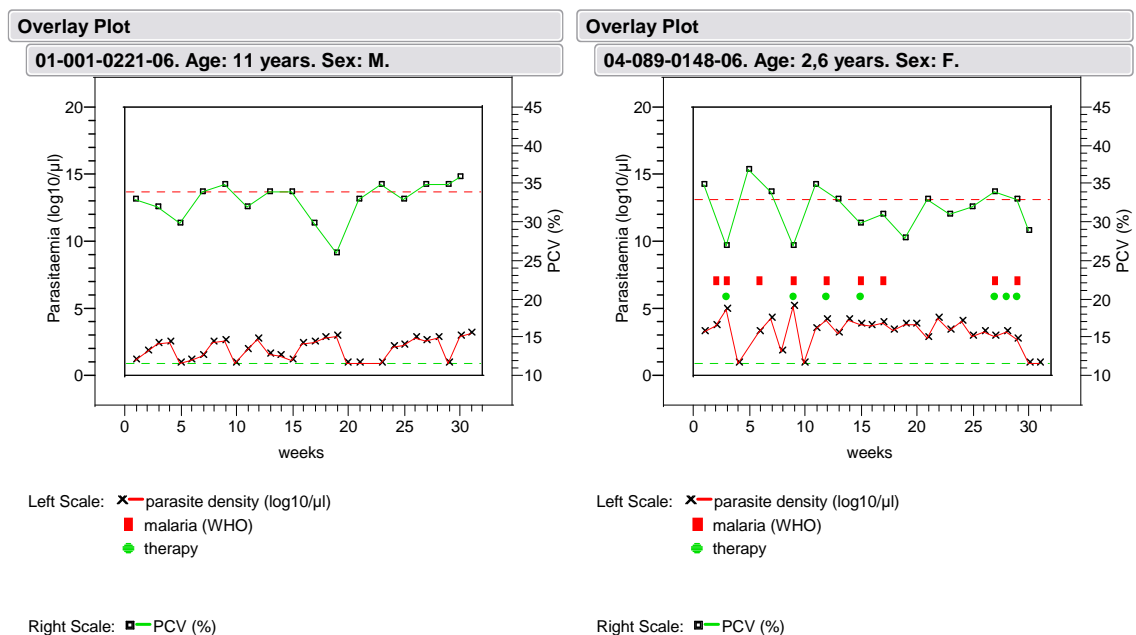 Overlay Plot
01-001-0221-06. Age: 11 years. Sex: M.
20
15
10
5
0
Parasitaemia (log10/µl)
45
40
35
30
25
20
15
10
PCV (%)
0 5 10 15 20 25 30
weeks
Left Scale: parasite density (log10/µl)
malaria (WHO)
therapy
Right Scale: PCV (%)
Overlay Plot
04-089-0148-06. Age: 2,6 years. Sex: F.
20
15
10
5
0
Parasitaemia (log10/µl)
45
40
35
30
25
20
15
10
PCV (%)
0 5 10 15 20 25 30
weeks
Left Scale: parasite density (log10/µl)
malaria (WHO)
therapy
Right Scale: PCV (%)